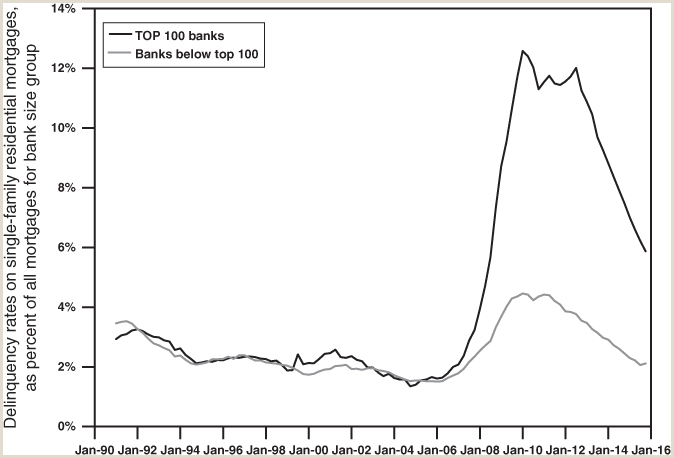 Delinquency rates on single-family residential mortgages,
as percent of all mortgages for bank size group
14%
12%
10%
8%
6%
4%
2%
0%
TOP 100 banks
Banks below top 100
Jan-90 Jan-92 Jan-94 Jan-96 Jan-98 Jan-00 Jan-02 Jan-04 Jan-06 Jan-08 Jan-10 Jan-12 Jan-14 Jan-16